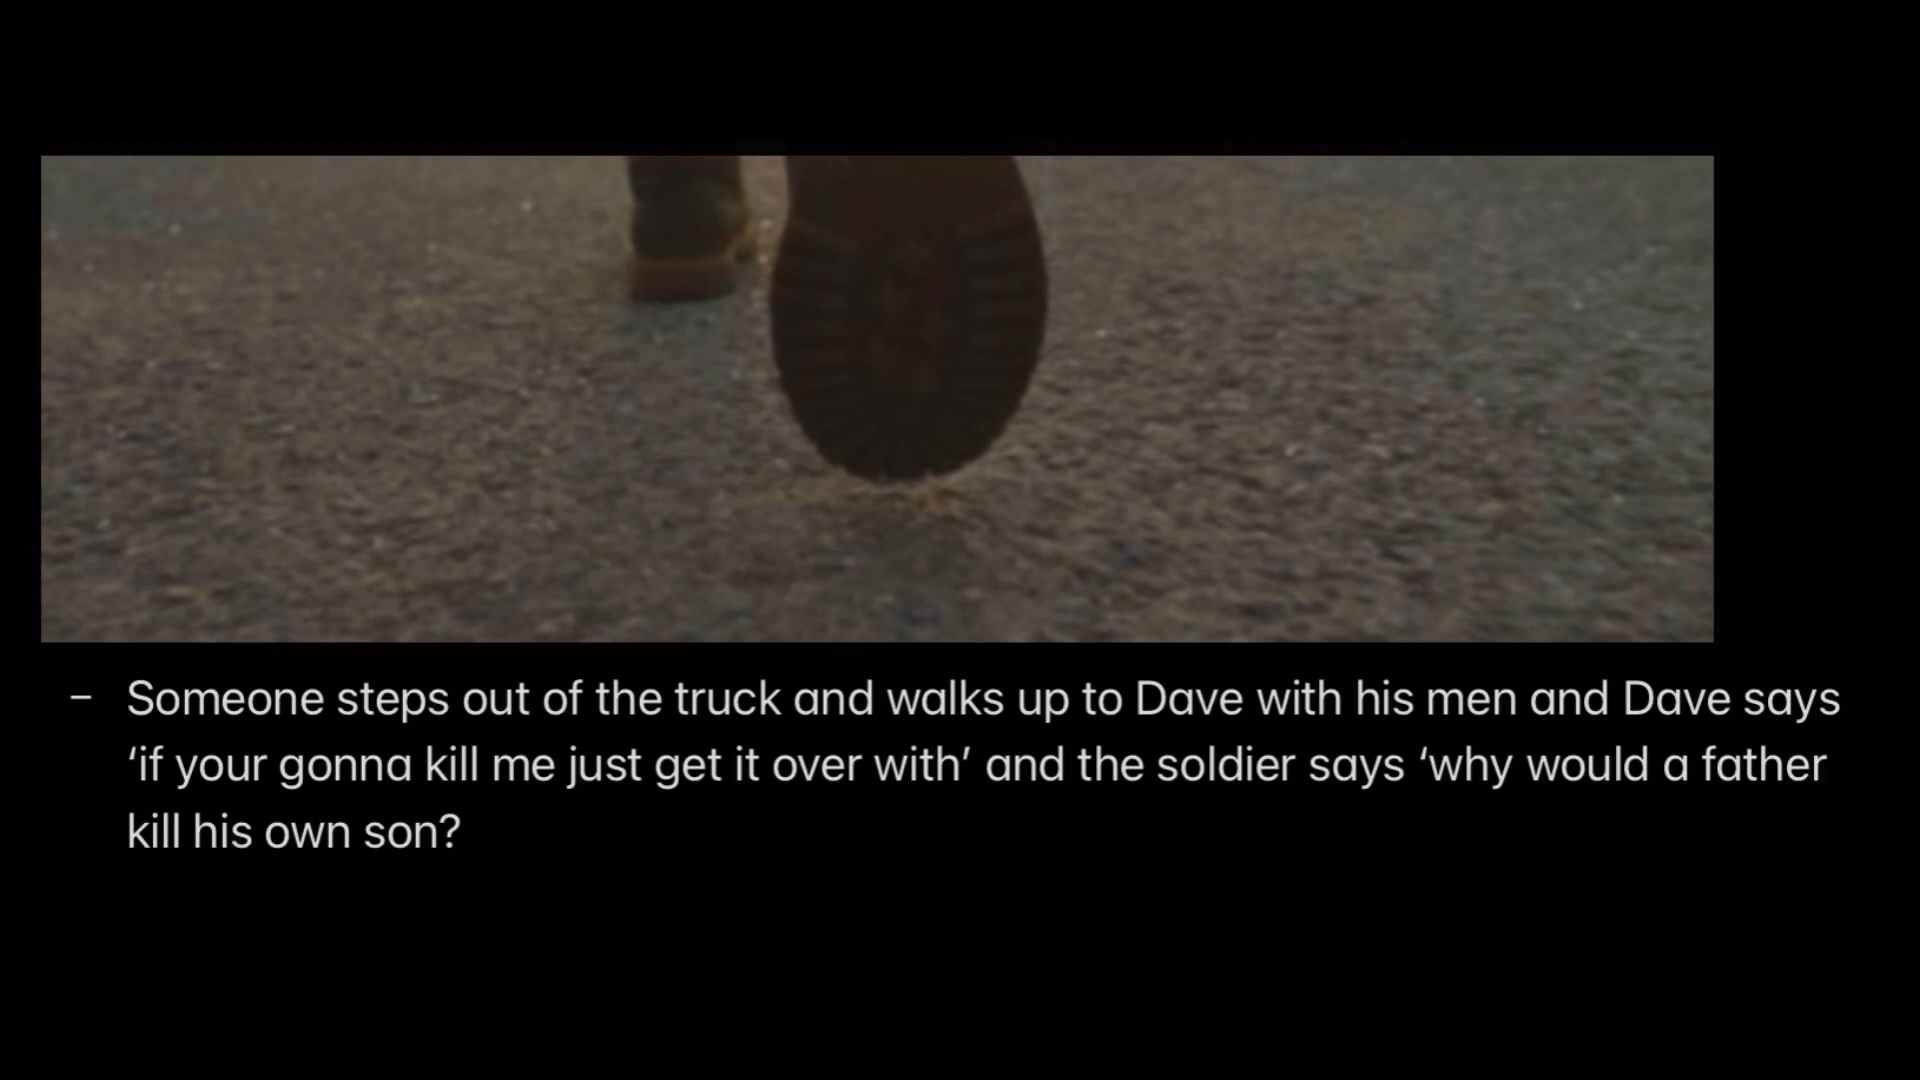 – Someone steps out of the truck and walks up to Dave with his men and Dave says
‘if your gonna kill me just get it over with’ and the soldier says ‘why would a father
kill his own son?